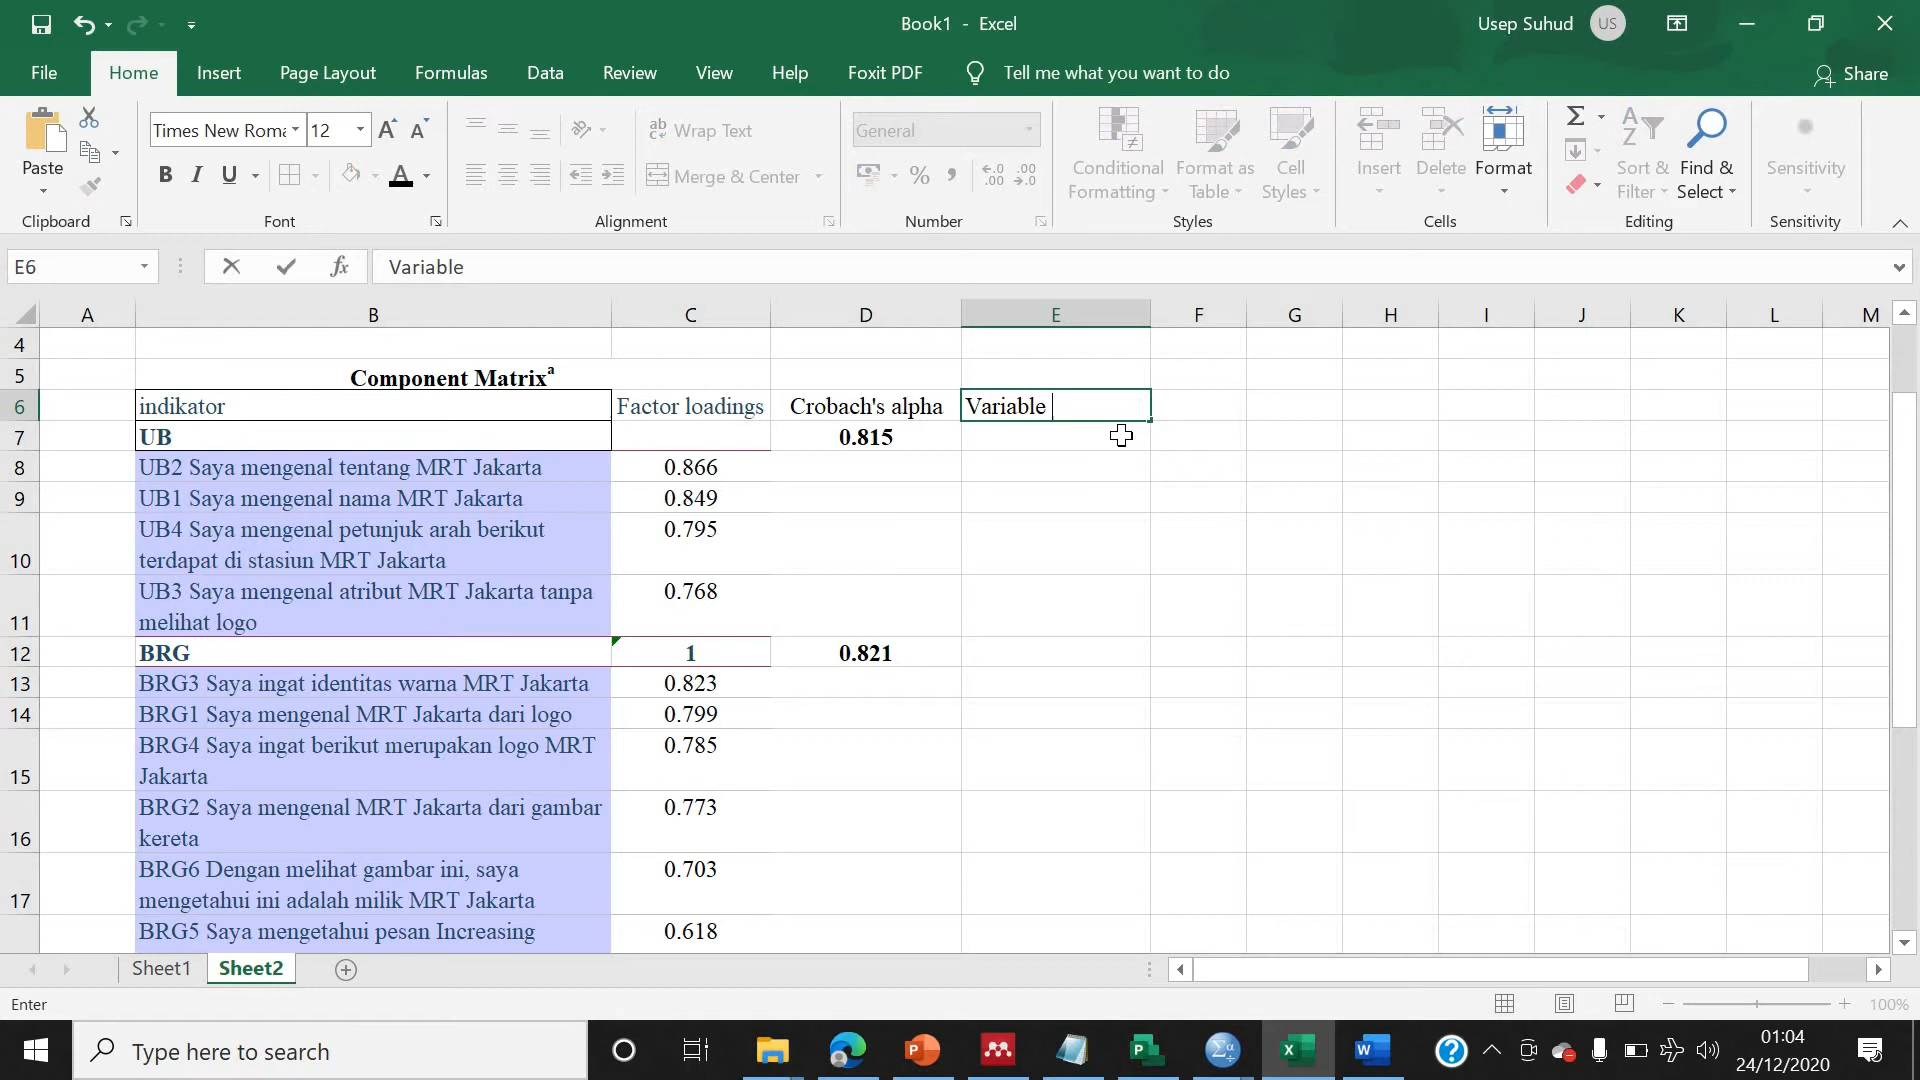 Book1 - Excel
Usep Suhud
US
File Home Insert Page Layout Formulas Data Review View Help Foxit PDF Tell me what you want to do Share
Paste
Clipboard
Times New Roma 12
B I U
Font
Wrap Text
Merge & Center
Alignment
General
Number
Conditional Formatting
Format as Table
Cell Styles
Styles
Insert
Delete
Format
Cells
Sort & Filter
Find & Select
Editing
Sensitivity
Sensitivity
E6
fx
Variable
A B C D E F G H I J K L M
4
5 Component Matrixᵃ
6 indikator Factor loadings Crobach's alpha Variable
7 UB 0.815
8 UB2 Saya mengenal tentang MRT Jakarta 0.866
9 UB1 Saya mengenal nama MRT Jakarta 0.849
UB4 Saya mengenal petunjuk arah berikut 0.795
10 terdapat di stasiun MRT Jakarta
UB3 Saya mengenal atribut MRT Jakarta tanpa 0.768
11 melihat logo
12 BRG 1 0.821
13 BRG3 Saya ingat identitas warna MRT Jakarta 0.823
14 BRG1 Saya mengenal MRT Jakarta dari logo 0.799
BRG4 Saya ingat berikut merupakan logo MRT 0.785
15 Jakarta
BRG2 Saya mengenal MRT Jakarta dari gambar 0.773
16 kereta
BRG6 Dengan melihat gambar ini, saya 0.703
17 mengetahui ini adalah milik MRT Jakarta
BRG5 Saya mengetahui pesan Increasing 0.618
Sheet1 Sheet2
Enter
100%
Type here to search
01:04
24/12/2020